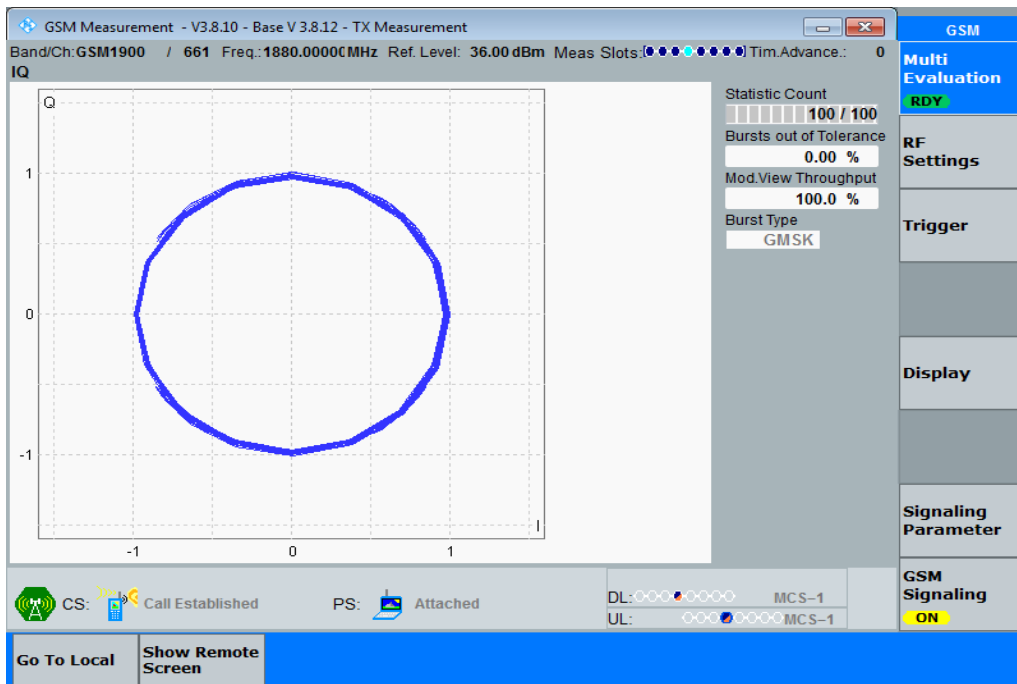 GSM Measurement - V3.8.10 - Base V 3.8.12 - TX Measurement
GSM
Band/Ch:GSM1900 / 661 Freq.:1880.00000 MHz Ref. Level: 36.00 dBm Meas Slots: Tim.Advance.: 0
IQ
Multi
Evaluation
RDY
Q
Statistic Count
100 / 100
Bursts out of Tolerance
0.00 %
Mod.View Throughput
100.0 %
Burst Type
GMSK
RF
Settings
Trigger
Display
1
0
-1
I
-1 0 1
Signaling
Parameter
GSM
Signaling
ON
CS: Call Established PS: Attached
DL: MCS-1
UL: MCS-1
Go To Local
Show Remote
Screen